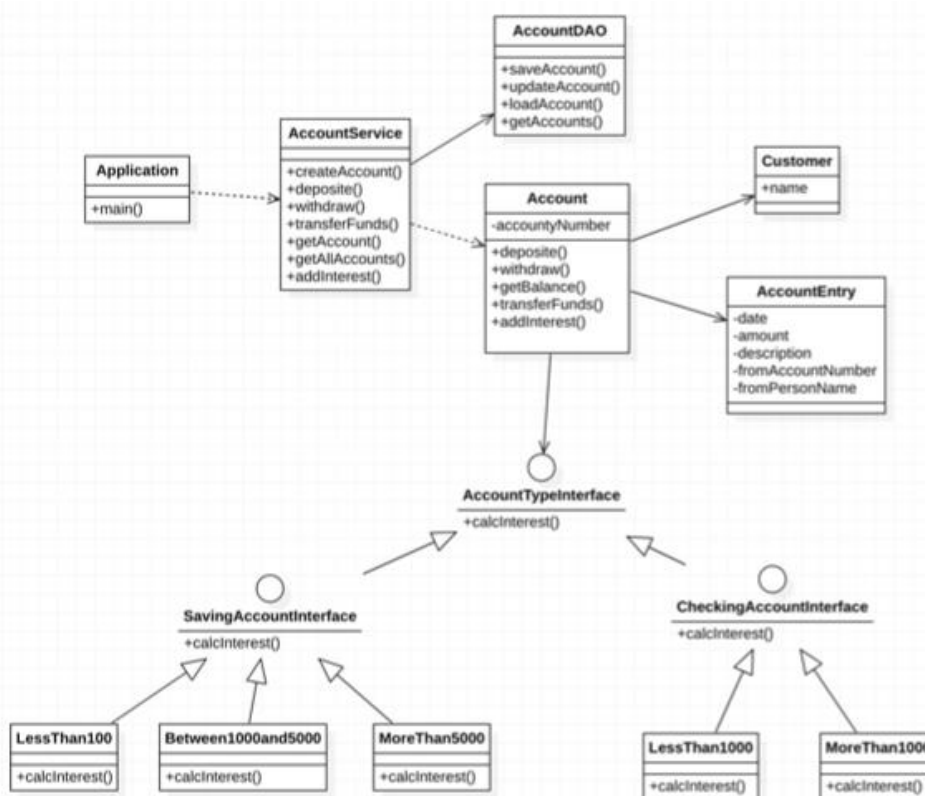 AccountDAO
+saveAccount()
+updateAccount()
+loadAccount()
+getAccounts()
AccountService
+createAccount()
+deposite()
+withdraw()
+transferFunds()
+getAccount()
+getAllAccounts()
+addInterest()
Application
+main()
Customer
+name
Account
-accountyNumber
+deposite()
+withdraw()
+getBalance()
+transferFunds()
+addInterest()
AccountEntry
-date
-amount
-description
-fromAccountNumber
-fromPersonName
AccountTypeInterface
+calcInterest()
SavingAccountInterface
+calcInterest()
CheckingAccountInterface
+calcInterest()
LessThan100
+calcInterest()
Between1000and5000
+calcInterest()
MoreThan5000
+calcInterest()
LessThan1000
+calcInterest()
MoreThan1000
+calcInterest()